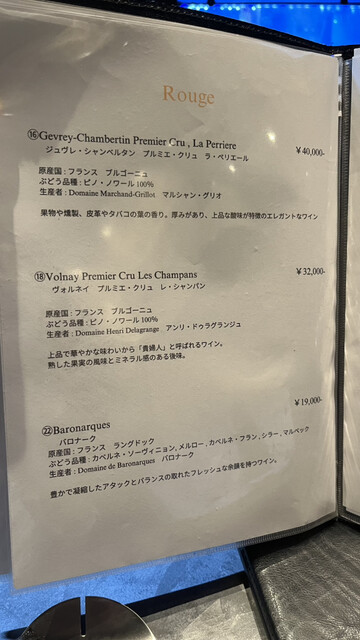 Rouge
⑯Gevrey-Chambertin Premier Cru , La Perriere ￥40,000-
ジュヴレ・シャンベルタン プルミエ・クリュ ラ・ペリエール
原産国 : フランス ブルゴーニュ
ぶどう品種 : ピノ・ノワール 100%
生産者 : Domaine Marchand-Grillot マルシャン・グリオ
果物や燻製、皮革やタバコの葉の香り。厚みがあり、上品な酸味が特徴のエレガントなワイン
⑱Volnay Premier Cru Les Champans ￥32,000-
ヴォルネイ プルミエ・クリュ レ・シャンパン
原産国 : フランス ブルゴーニュ
ぶどう品種 : ピノ・ノワール 100%
生産者 : Domaine Henri Delagrange アンリ・ドゥラグランジュ
上品で華やかな味わいから「貴婦人」と呼ばれるワイン。
熟した果実の風味とミネラル感のある後味。
㉒Baronarques ￥19,000-
バロナーク
原産国 : フランス ラングドック
ぶどう品種 : カベルネ・ソーヴィニョン, メルロー , カベルネ・フラン , シラー , マルベック
生産者 : Domaine de Baronarques バロナーク
豊かで凝縮したアタックとバランスの取れたフレッシュな余韻を持つワイン。